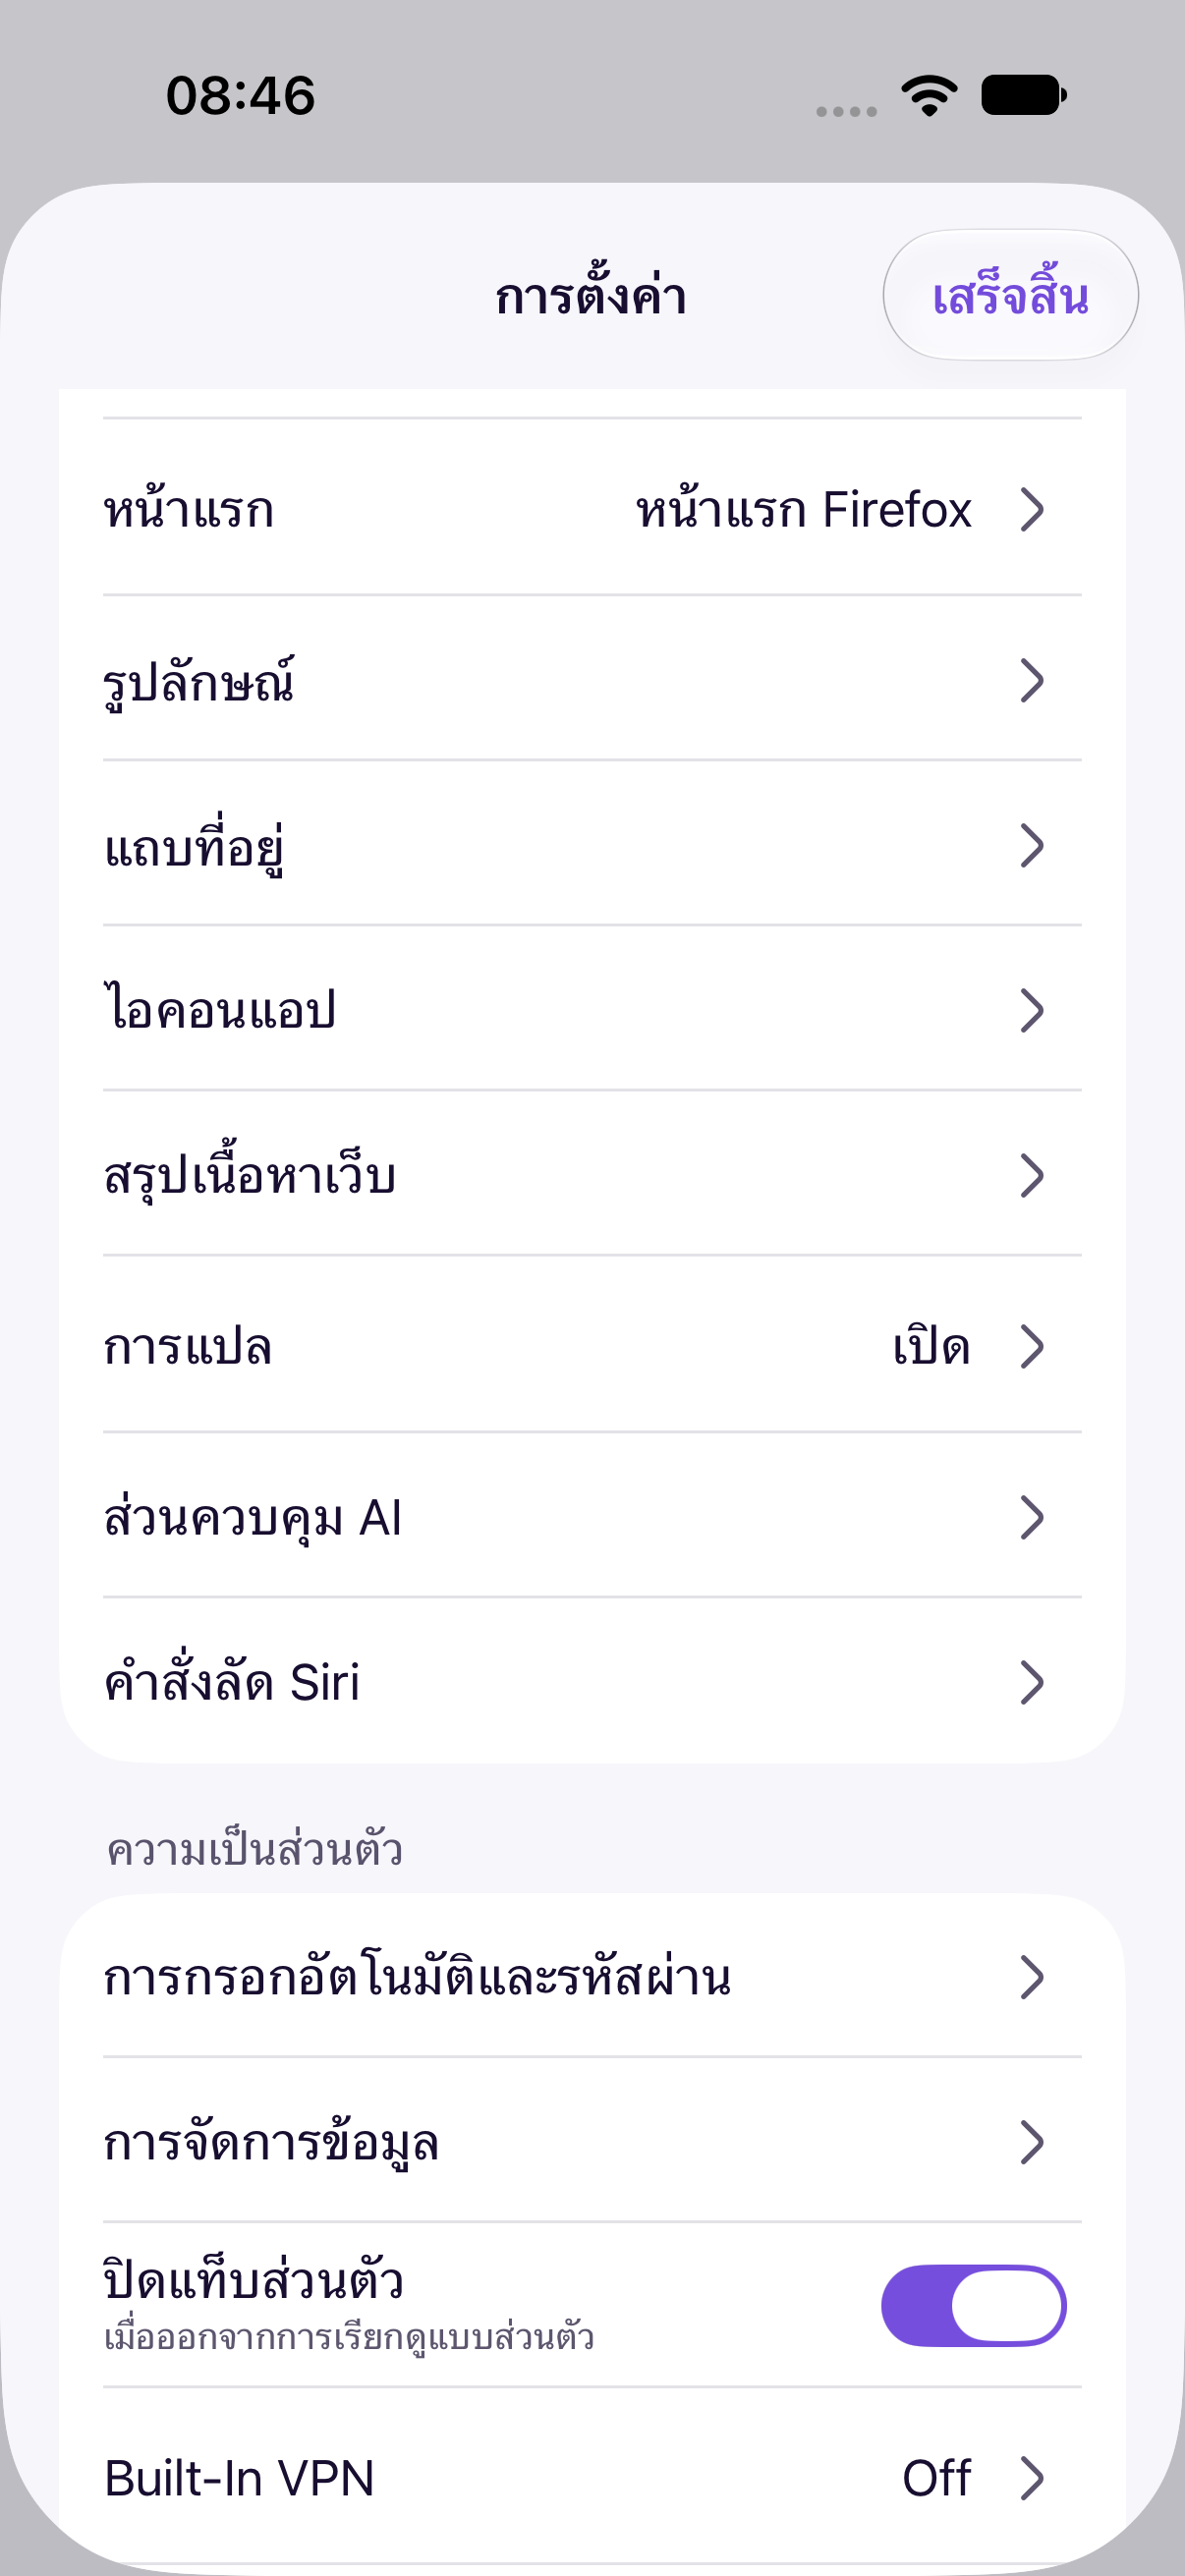 08:46
การตั้งค่า
เสร็จสิ้น
หน้าแรก
หน้าแรก Firefox
รูปลักษณ์
แถบที่อยู่
ไอคอนแอป
สรุปเนื้อหาเว็บ
การแปล
เปิด
ส่วนควบคุม AI
คำสั่งลัด Siri
ความเป็นส่วนตัว
การกรอกอัตโนมัติและรหัสผ่าน
การจัดการข้อมูล
ปิดแท็บส่วนตัว
เมื่อออกจากการเรียกดูแบบส่วนตัว
Built-In VPN
Off